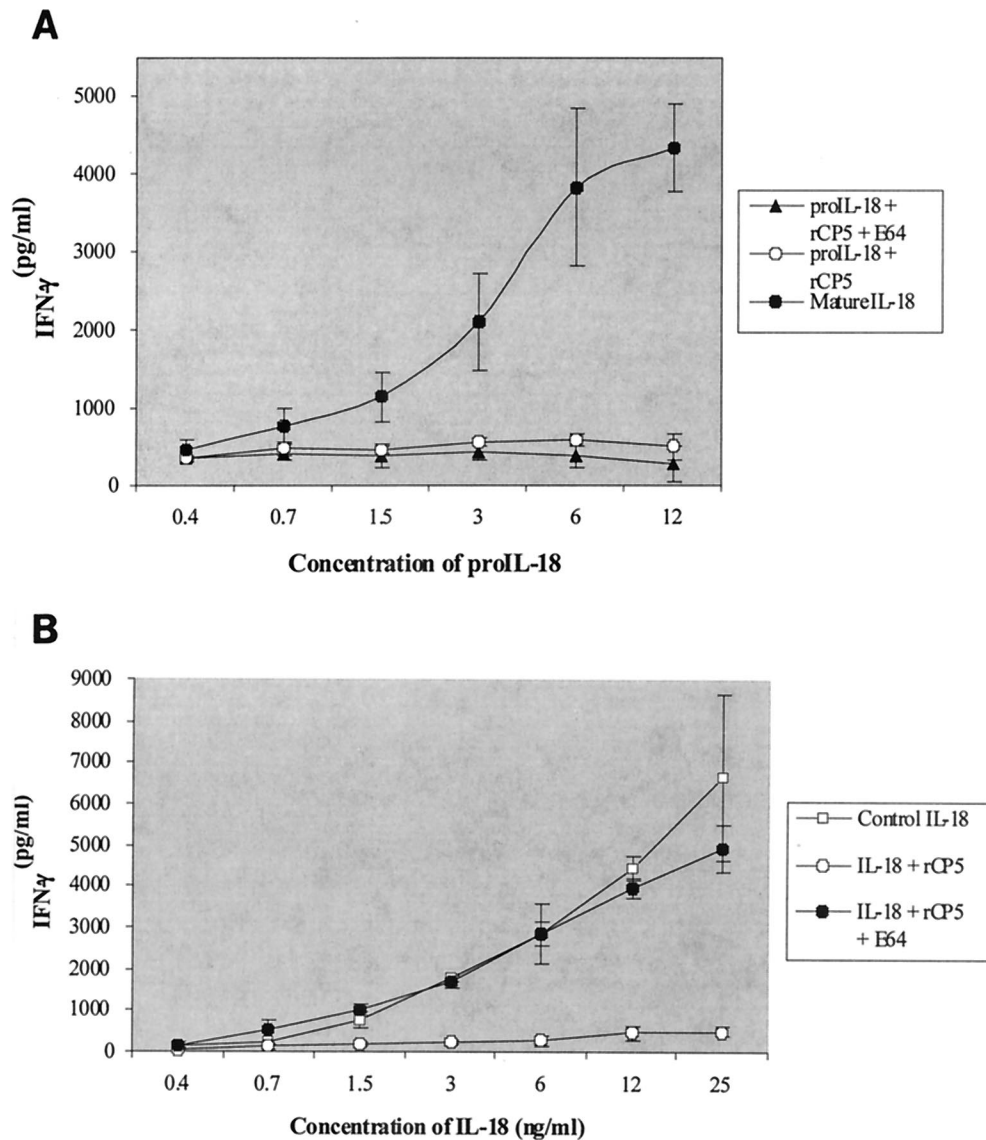 A
5000
4000
3000
2000
1000
0
IFNγ (pg/ml)
0.4 0.7 1.5 3 6 12
Concentration of proIL-18
proIL-18 +
rCP5 + E64
proIL-18 +
rCP5
Mature IL-18
B
9000
8000
7000
6000
5000
4000
3000
2000
1000
0
IFNγ (pg/ml)
0.4 0.7 1.5 3 6 12 25
Concentration of IL-18 (ng/ml)
Control IL-18
IL-18 + rCP5
IL-18 + rCP5
+ E64